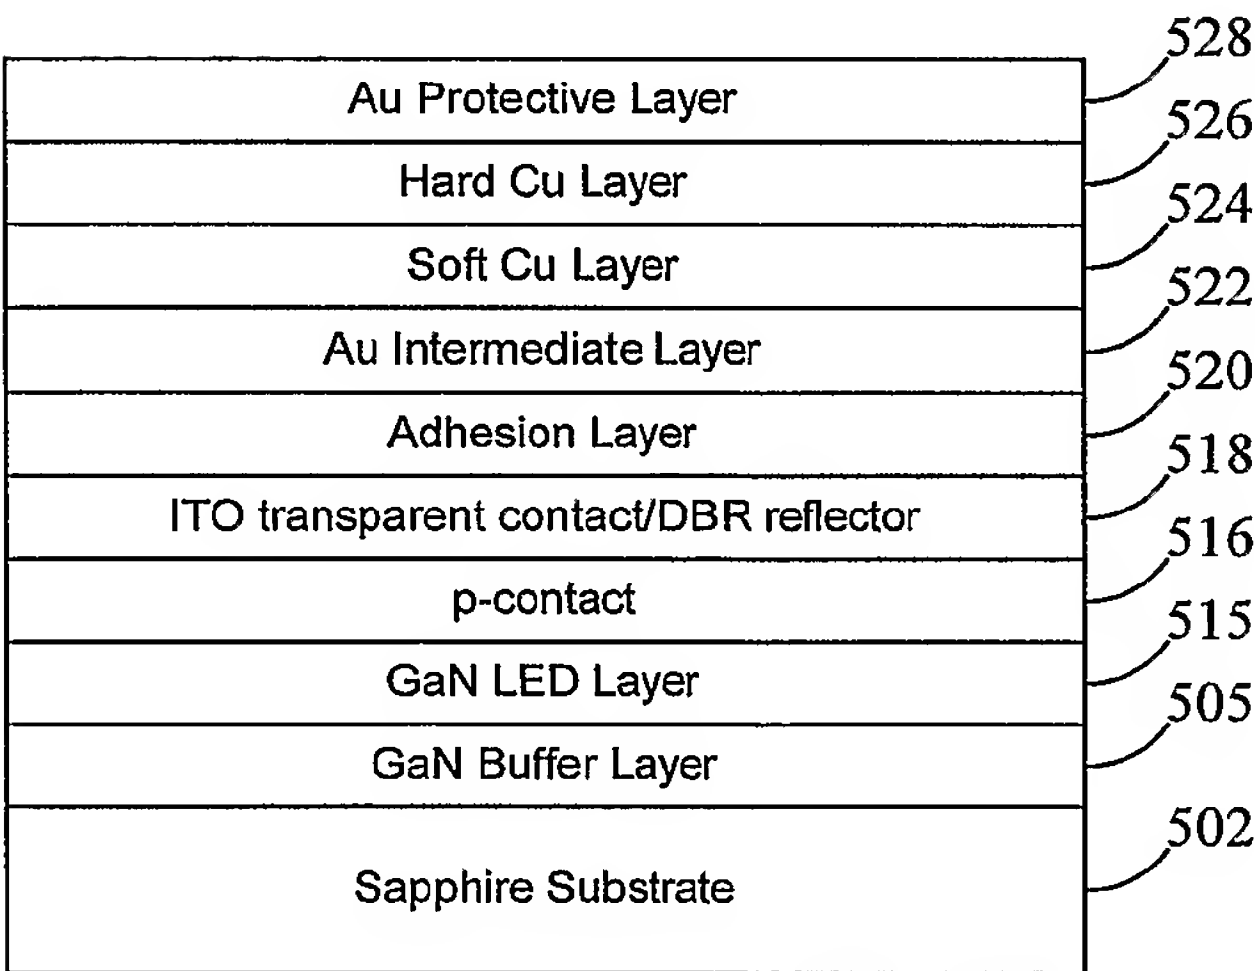 528
Au Protective Layer
526
Hard Cu Layer
524
Soft Cu Layer
522
Au Intermediate Layer
520
Adhesion Layer
518
ITO transparent contact/DBR reflector
516
p-contact
515
GaN LED Layer
505
GaN Buffer Layer
502
Sapphire Substrate